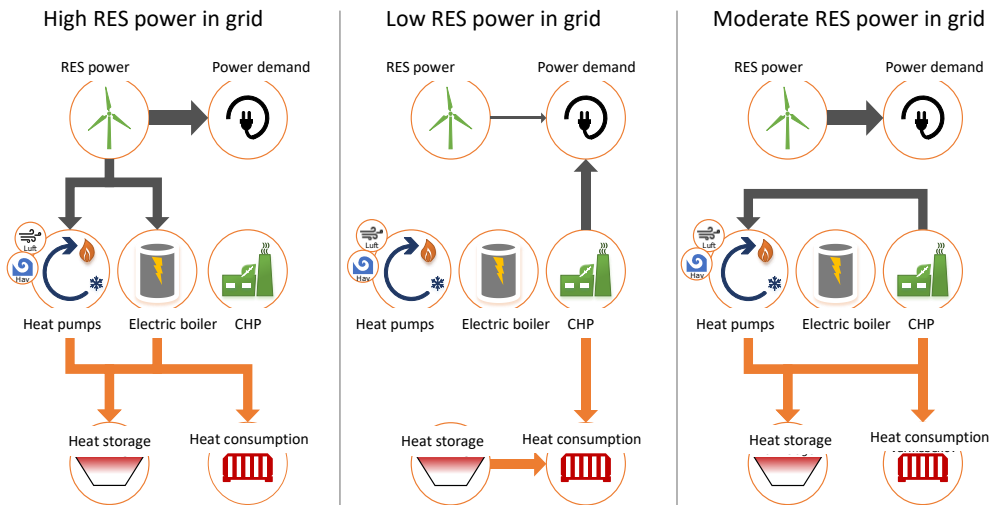 High RES power in grid
RES power
Power demand
Luft
Hav
Heat pumps
Electric boiler
CHP
Heat storage
Heat consumption
Low RES power in grid
RES power
Power demand
Luft
Hav
Heat pumps
Electric boiler
CHP
Heat storage
Heat consumption
Moderate RES power in grid
RES power
Power demand
Luft
Hav
Heat pumps
Electric boiler
CHP
Heat storage
Heat consumption